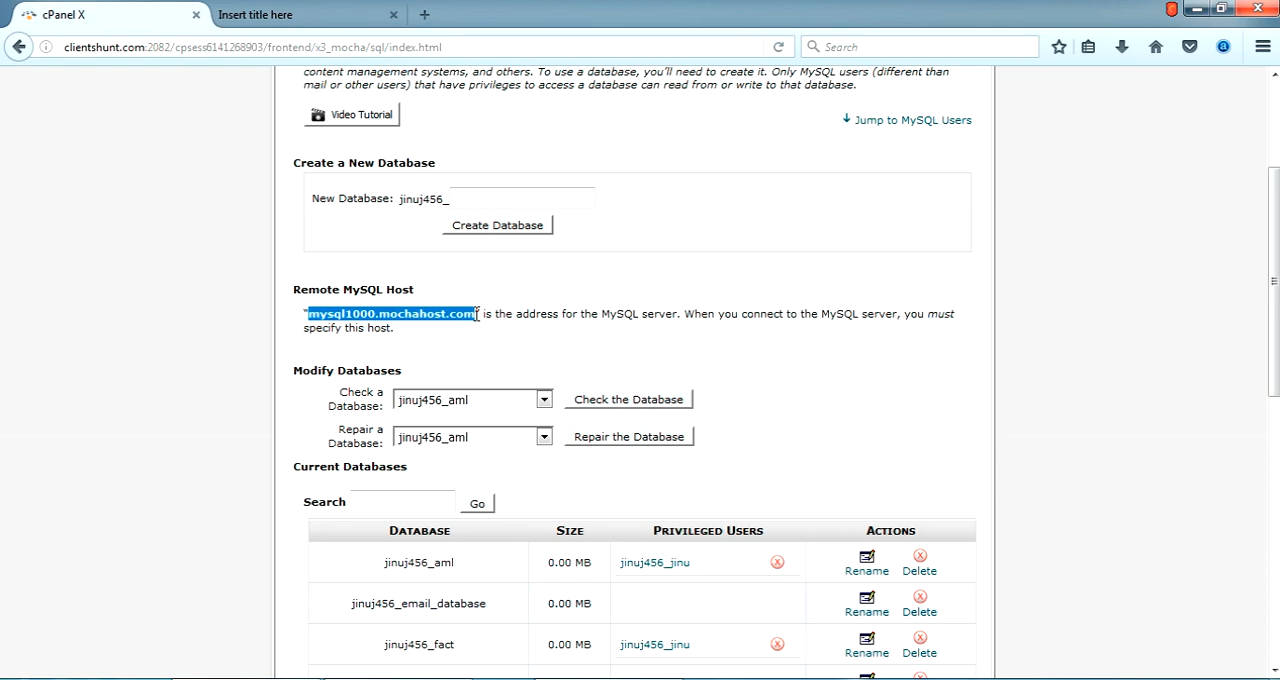 cPanel X
Insert title here
clientshunt.com:2082/cpsess6141268903/frontend/x3_mocha/sql/index.html
Search
content management systems, and others. To use a database, you'll need to create it. Only MySQL users (different than
mail or other users) that have privileges to access a database can read from or write to that database.
Video Tutorial
Jump to MySQL Users
Create a New Database
New Database: jinuj456_
Create Database
Remote MySQL Host
"mysql1000.mochahost.com" is the address for the MySQL server. When you connect to the MySQL server, you must
specify this host.
Modify Databases
Check a
Database:
jinuj456_aml
Check the Database
Repair a
Database:
jinuj456_aml
Repair the Database
Current Databases
Search
Go
DATABASE SIZE PRIVILEGED USERS ACTIONS
jinuj456_aml 0.00 MB jinuj456_jinu Rename Delete
jinuj456_email_database 0.00 MB Rename Delete
jinuj456_fact 0.00 MB jinuj456_jinu Rename Delete